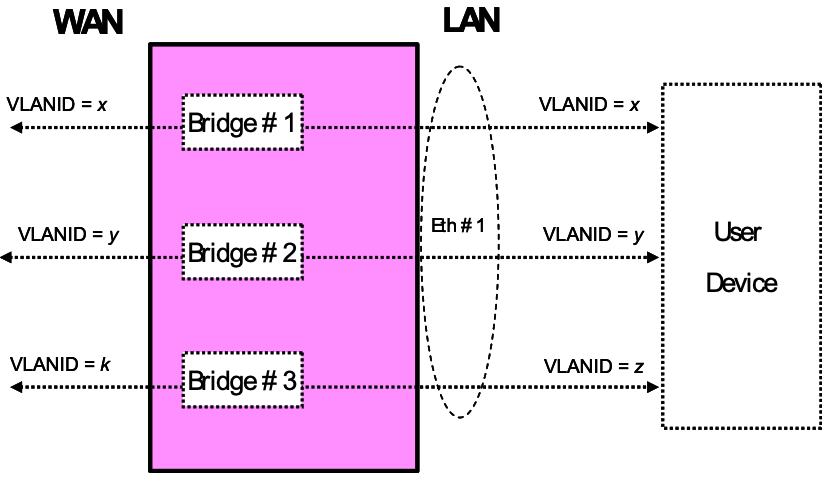 WAN
LAN
VLANID = x
Bridge # 1
VLANID = x
VLANID = y
Bridge # 2
Eth # 1
VLANID = y
User
Device
VLANID = k
Bridge # 3
VLANID = z